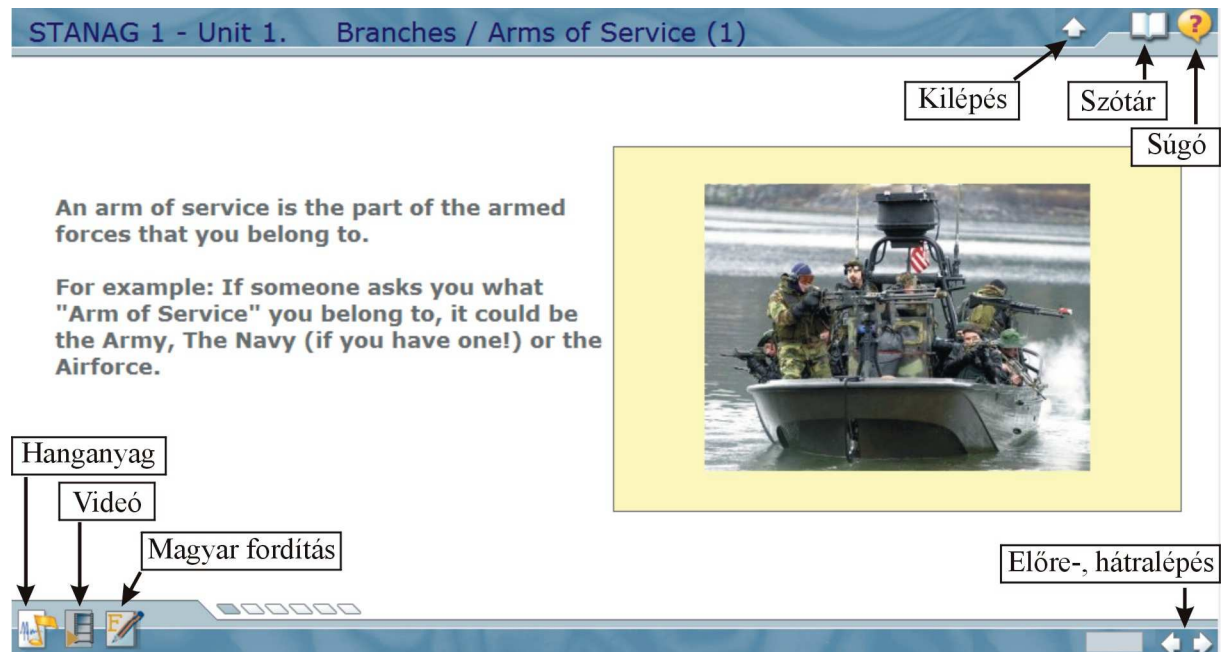 STANAG 1 - Unit 1. Branches / Arms of Service (1)
Kilépés
Szótár
Súgó
An arm of service is the part of the armed
forces that you belong to.
For example: If someone asks you what
"Arm of Service" you belong to, it could be
the Army, The Navy (if you have one!) or the
Airforce.
Hanganyag
Videó
Magyar fordítás
Előre-, hátralépés